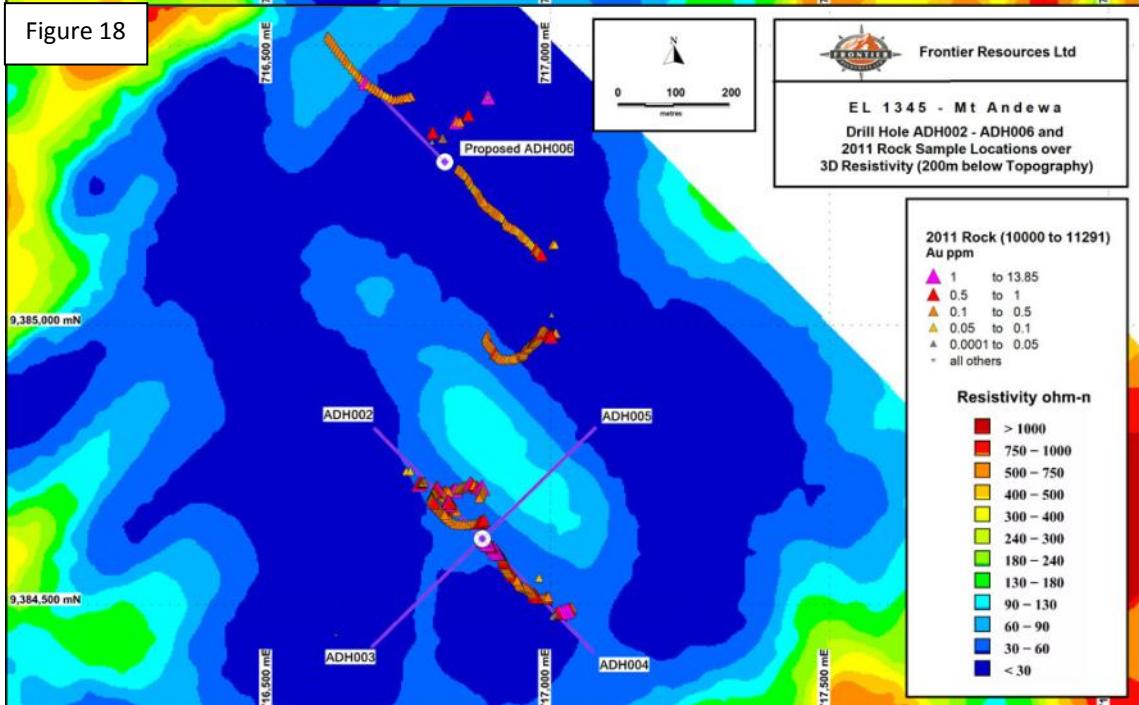 Figure 18
716,500 mE
717,000 mE
N
0 100 200
metres
FRONTIER
Frontier Resources Ltd
EL 1345 - Mt Andewa
Drill Hole ADH002 - ADH006 and
2011 Rock Sample Locations over
3D Resistivity (200m below Topography)
Proposed ADH006
2011 Rock (10000 to 11291)
Au ppm
1 to 13.85
0.5 to 1
0.1 to 0.5
0.05 to 0.1
0.0001 to 0.05
all others
9,385,000 mN
Resistivity ohm-n
> 1000
750 – 1000
500 – 750
400 – 500
300 – 400
240 – 300
180 – 240
130 – 180
90 – 130
60 – 90
30 – 60
< 30
ADH002
ADH005
9,384,500 mN
ADH003
ADH004
716,500 mE
717,000 mE
717,500 mE